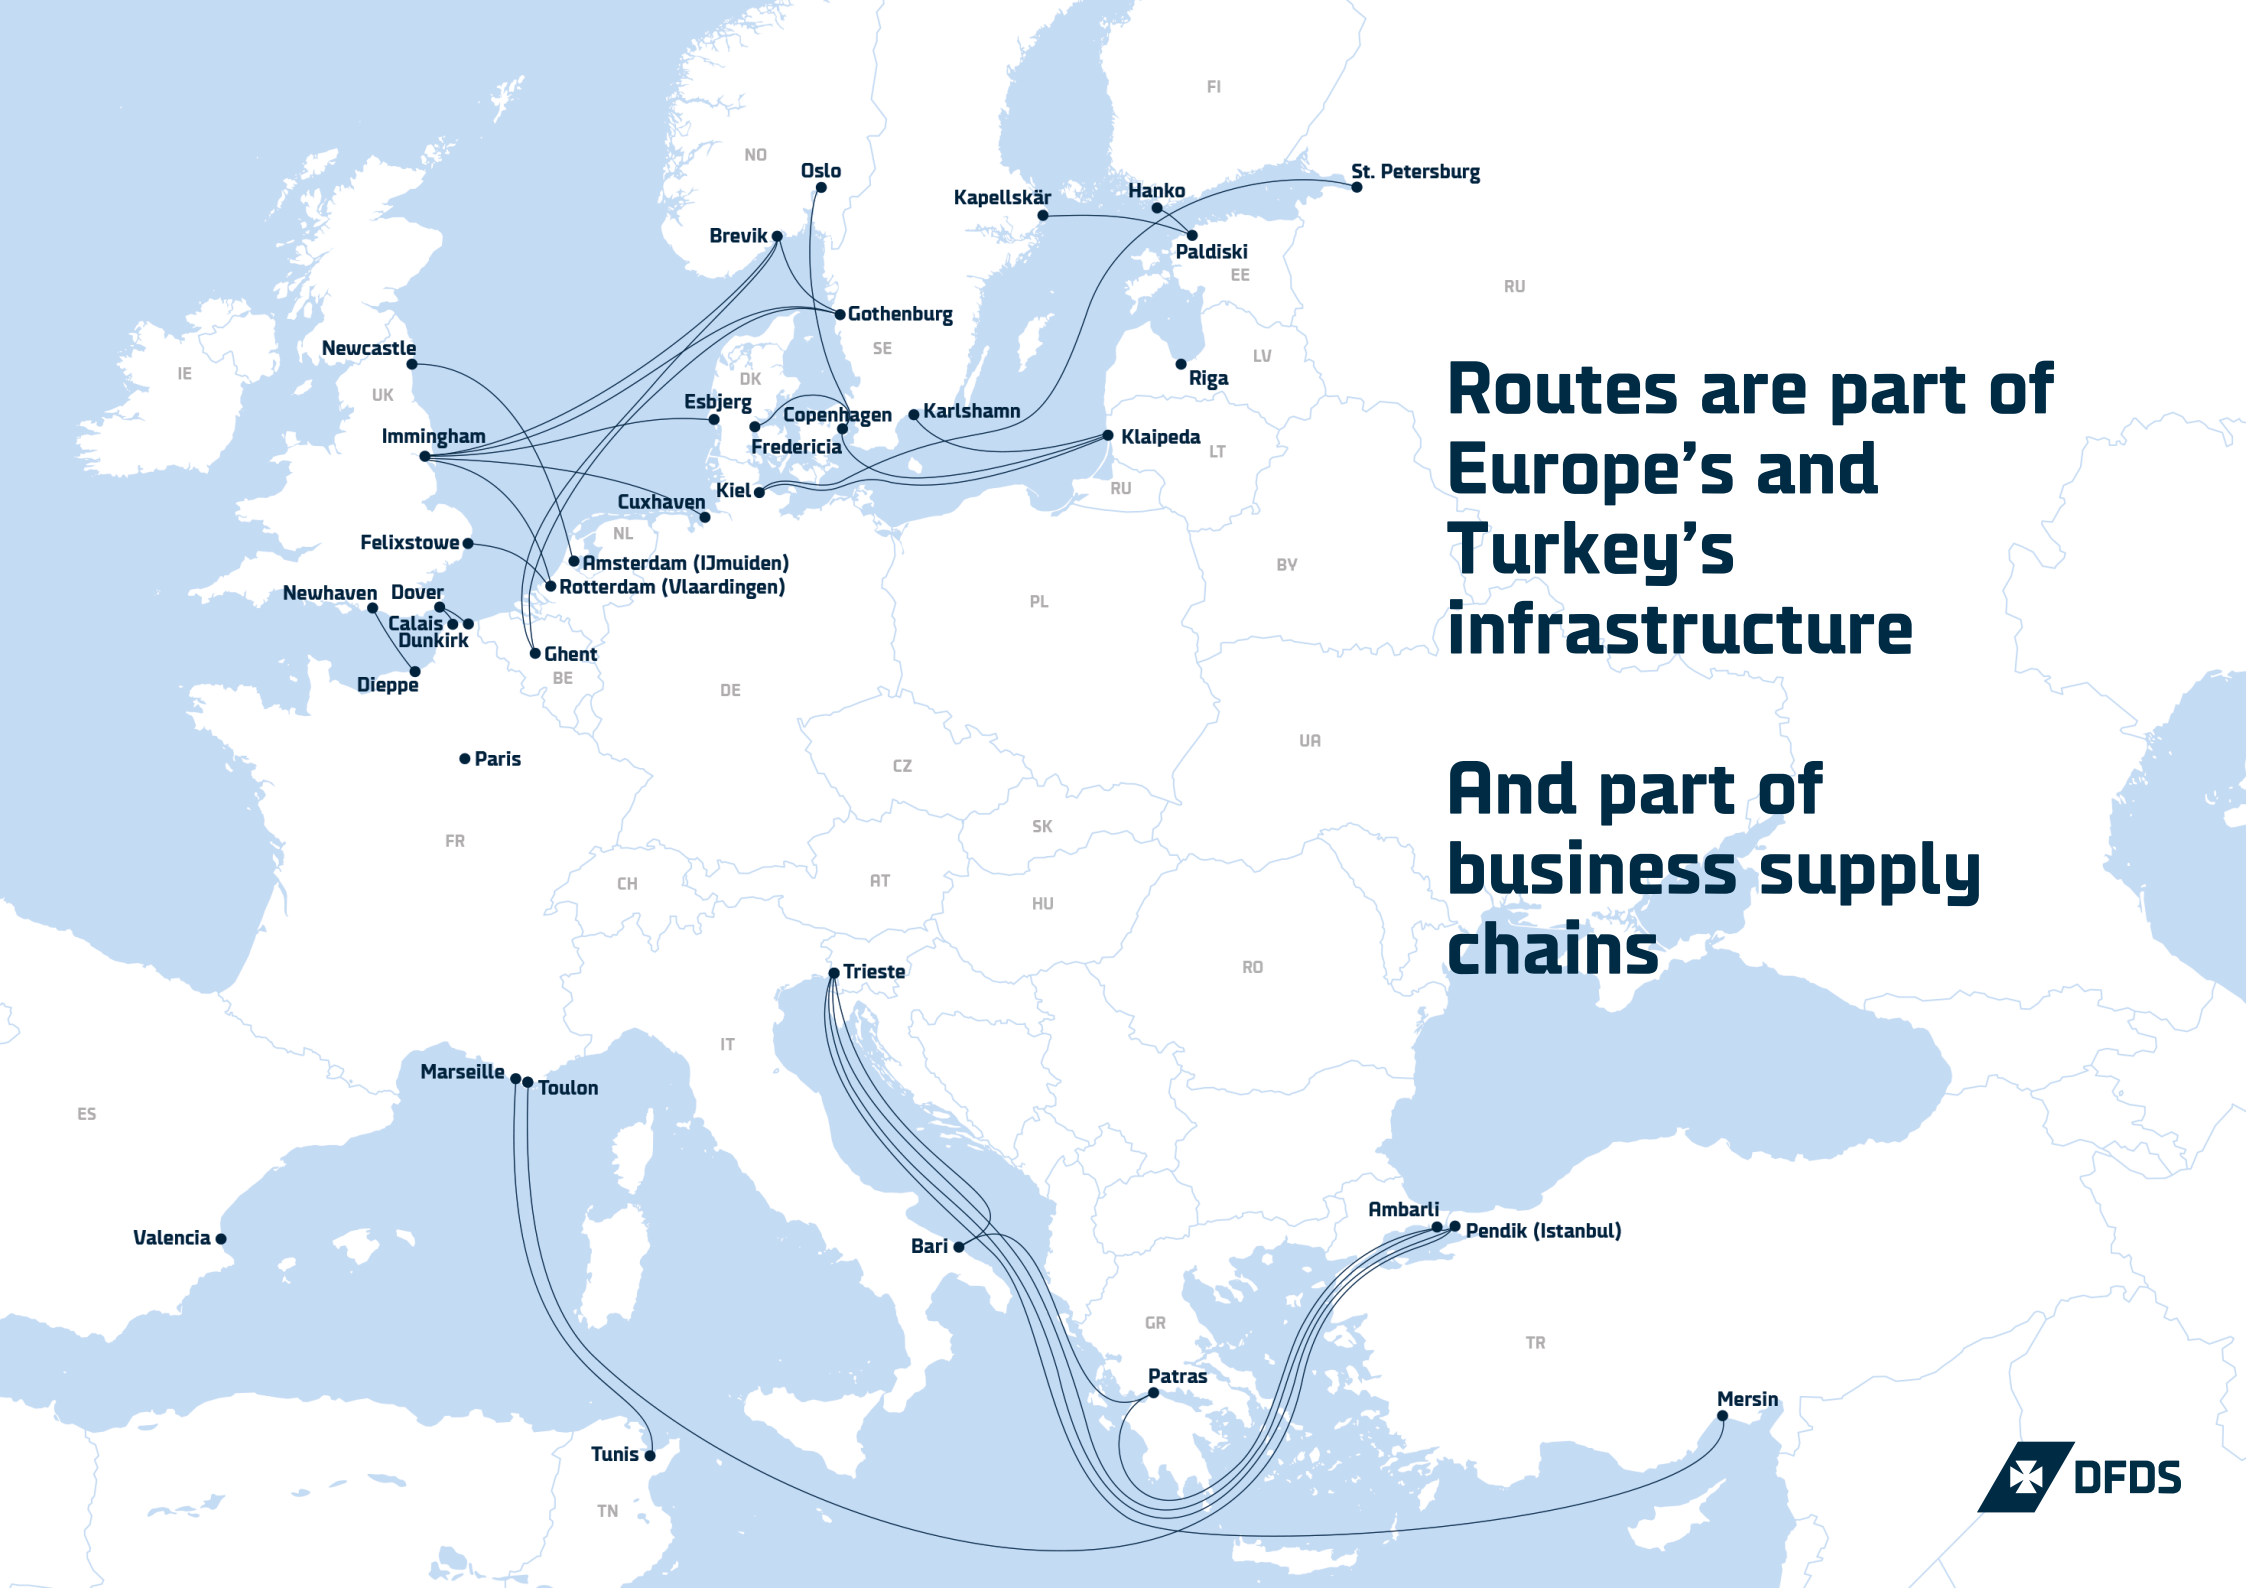 FI
NO
Oslo
St. Petersburg
Kapellskär
Hanko
Brevik
Paldiski
EE
RU
Gothenburg
Newcastle
SE
LV
IE
DK
Riga
UK
Esbjerg
Copenhagen
Karlshamn
Immingham
Fredericia
Klaipeda
LT
Kiel
RU
Cuxhaven
NL
Felixstowe
Amsterdam (IJmuiden)
BY
Rotterdam (Vlaardingen)
Newhaven
Dover
PL
Calais
Dunkirk
Ghent
BE
Dieppe
DE
UA
Paris
CZ
SK
FR
CH
AT
HU
RO
Trieste
IT
Marseille
Toulon
ES
Valencia
Bari
Ambarli
Pendik (Istanbul)
GR
TR
Patras
Mersin
Tunis
TN
Routes are part of
Europe’s and
Turkey’s
infrastructure
And part of
business supply
chains
DFDS